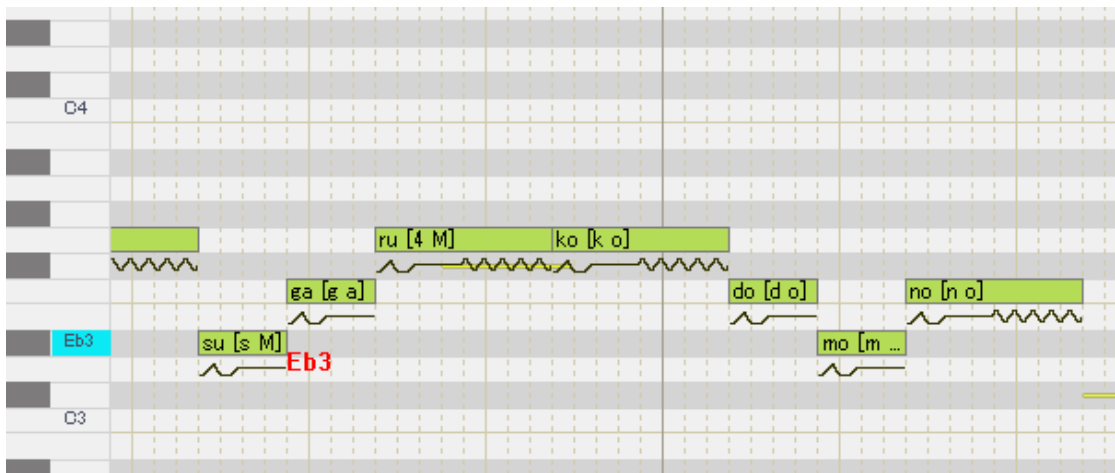 C4
ru [4 M]
ko [k o]
ga [g a]
do [d o]
no [n o]
Eb3
su [s M]
Eb3
mo [m ...
C3